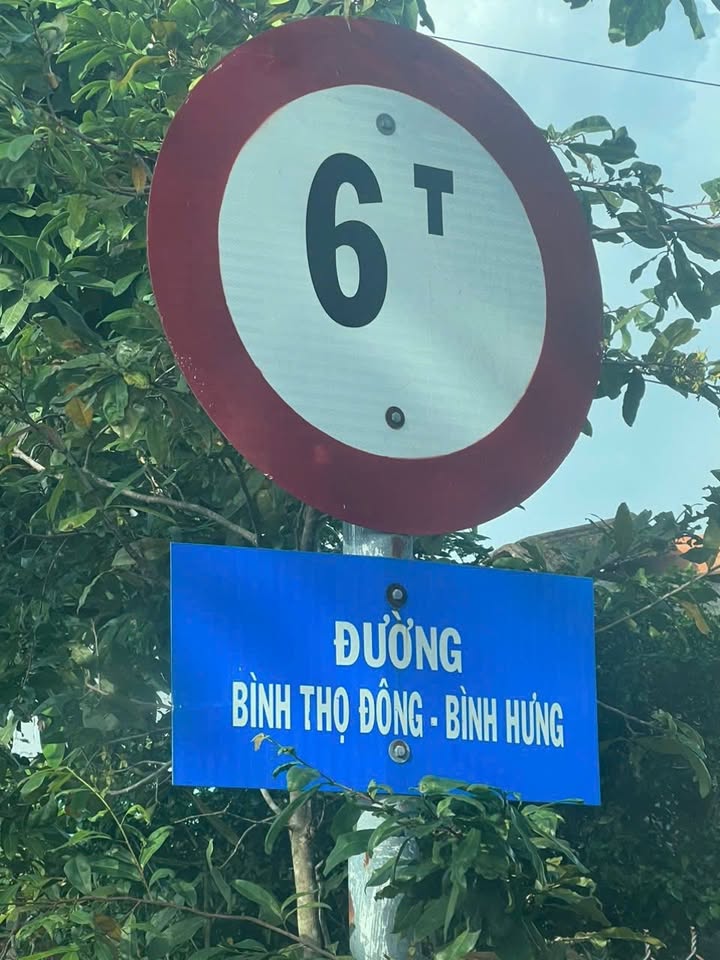 6 T
ĐƯỜNG
BÌNH THỌ ĐÔNG - BÌNH HƯNG